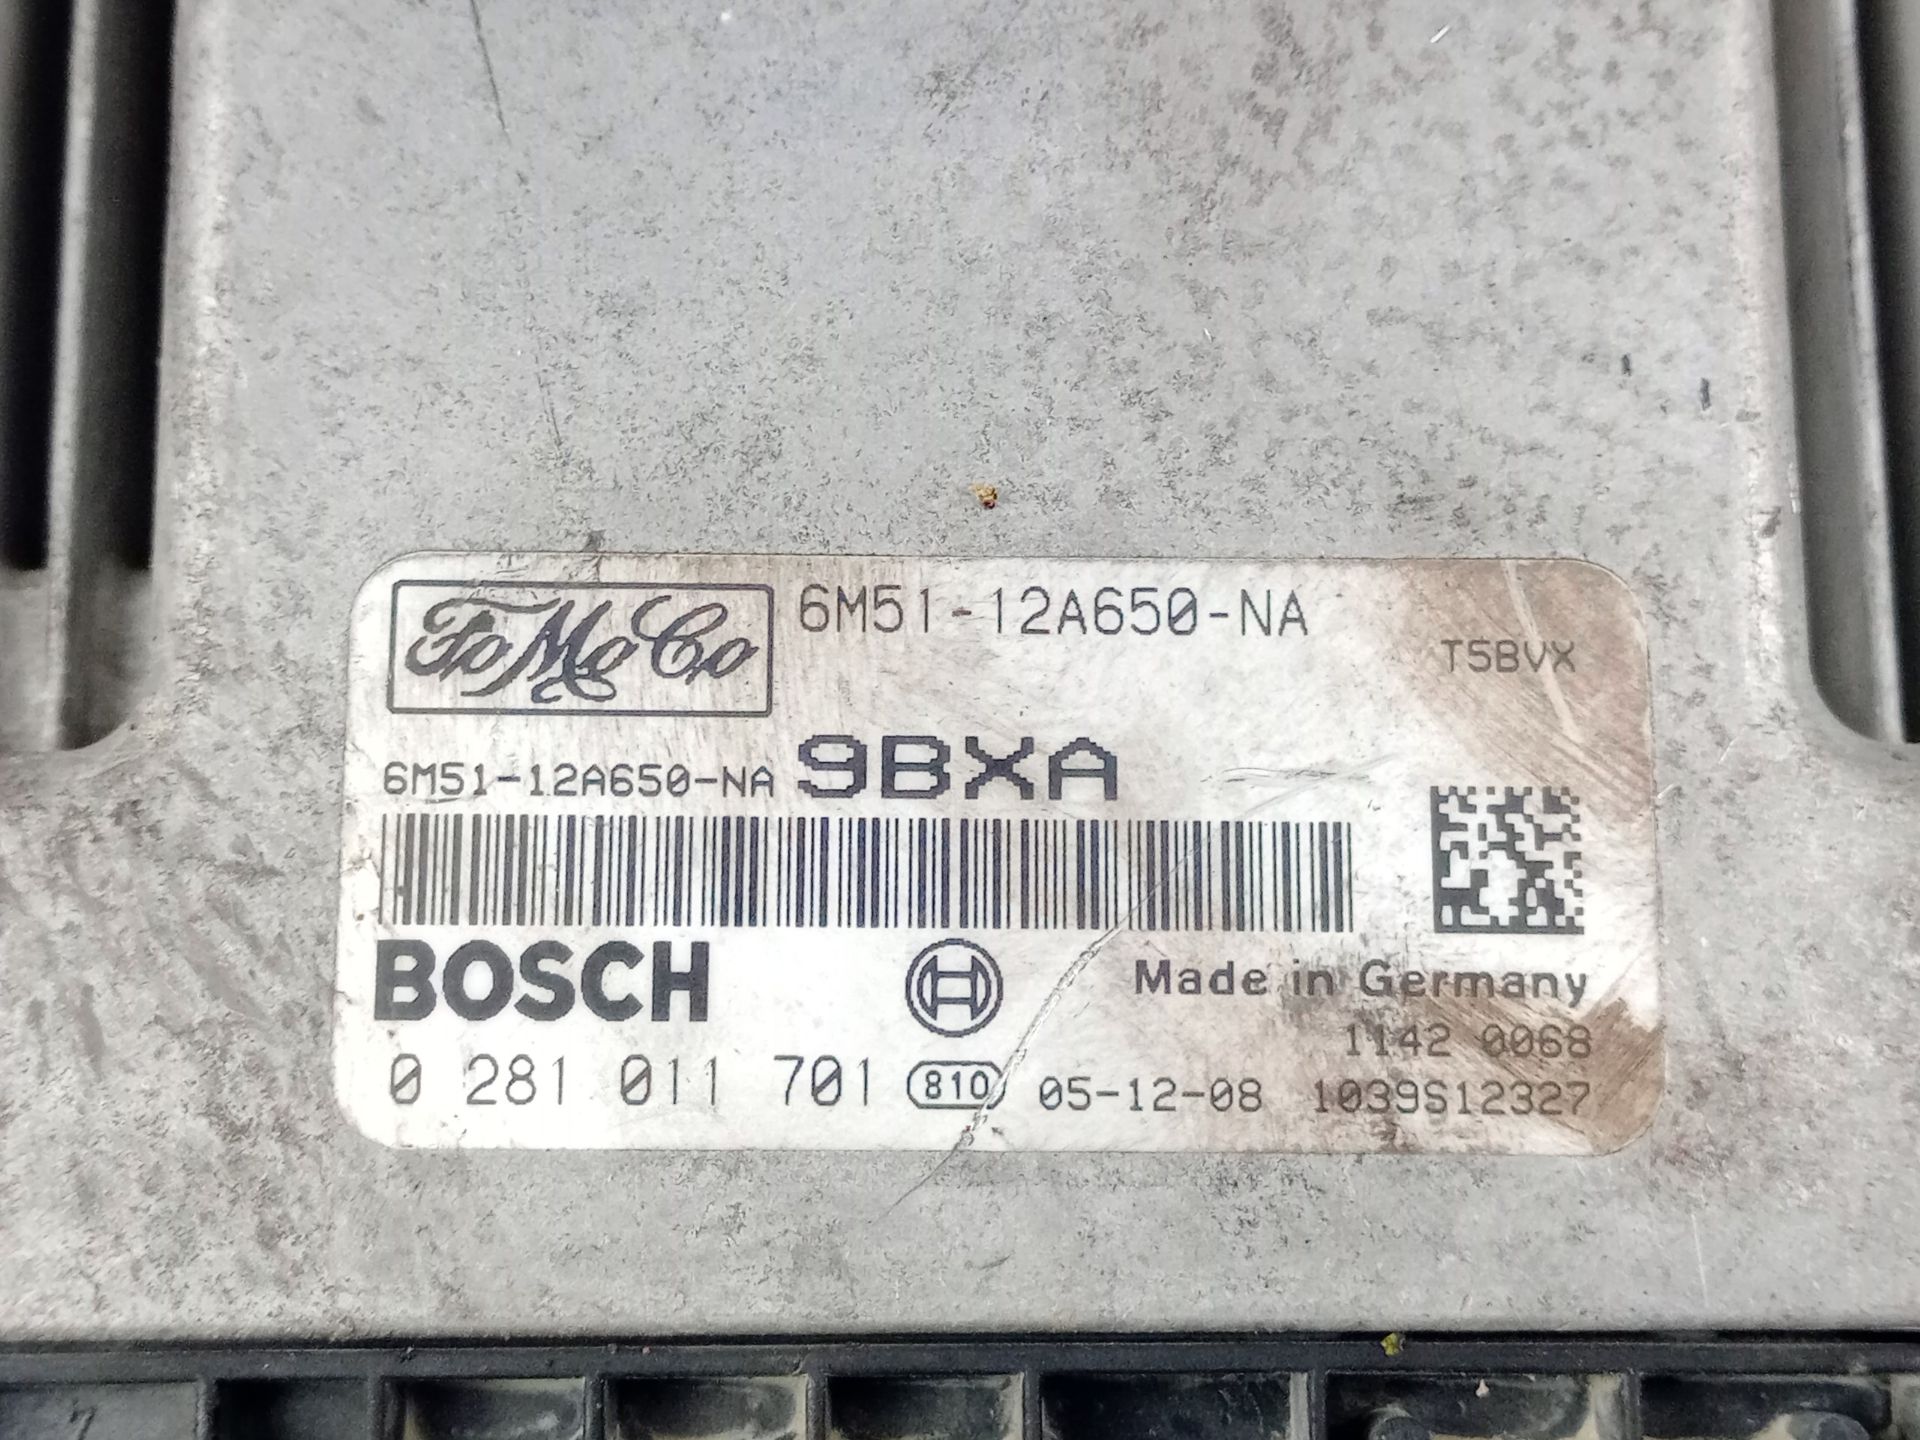 FoMoCo 6M51-12A650-NA
T5BVX
6M51-12A650-NA 9BXA
BOSCH Made in Germany
1142 0068
0 281 011 701 810 05-12-08 1039S12327